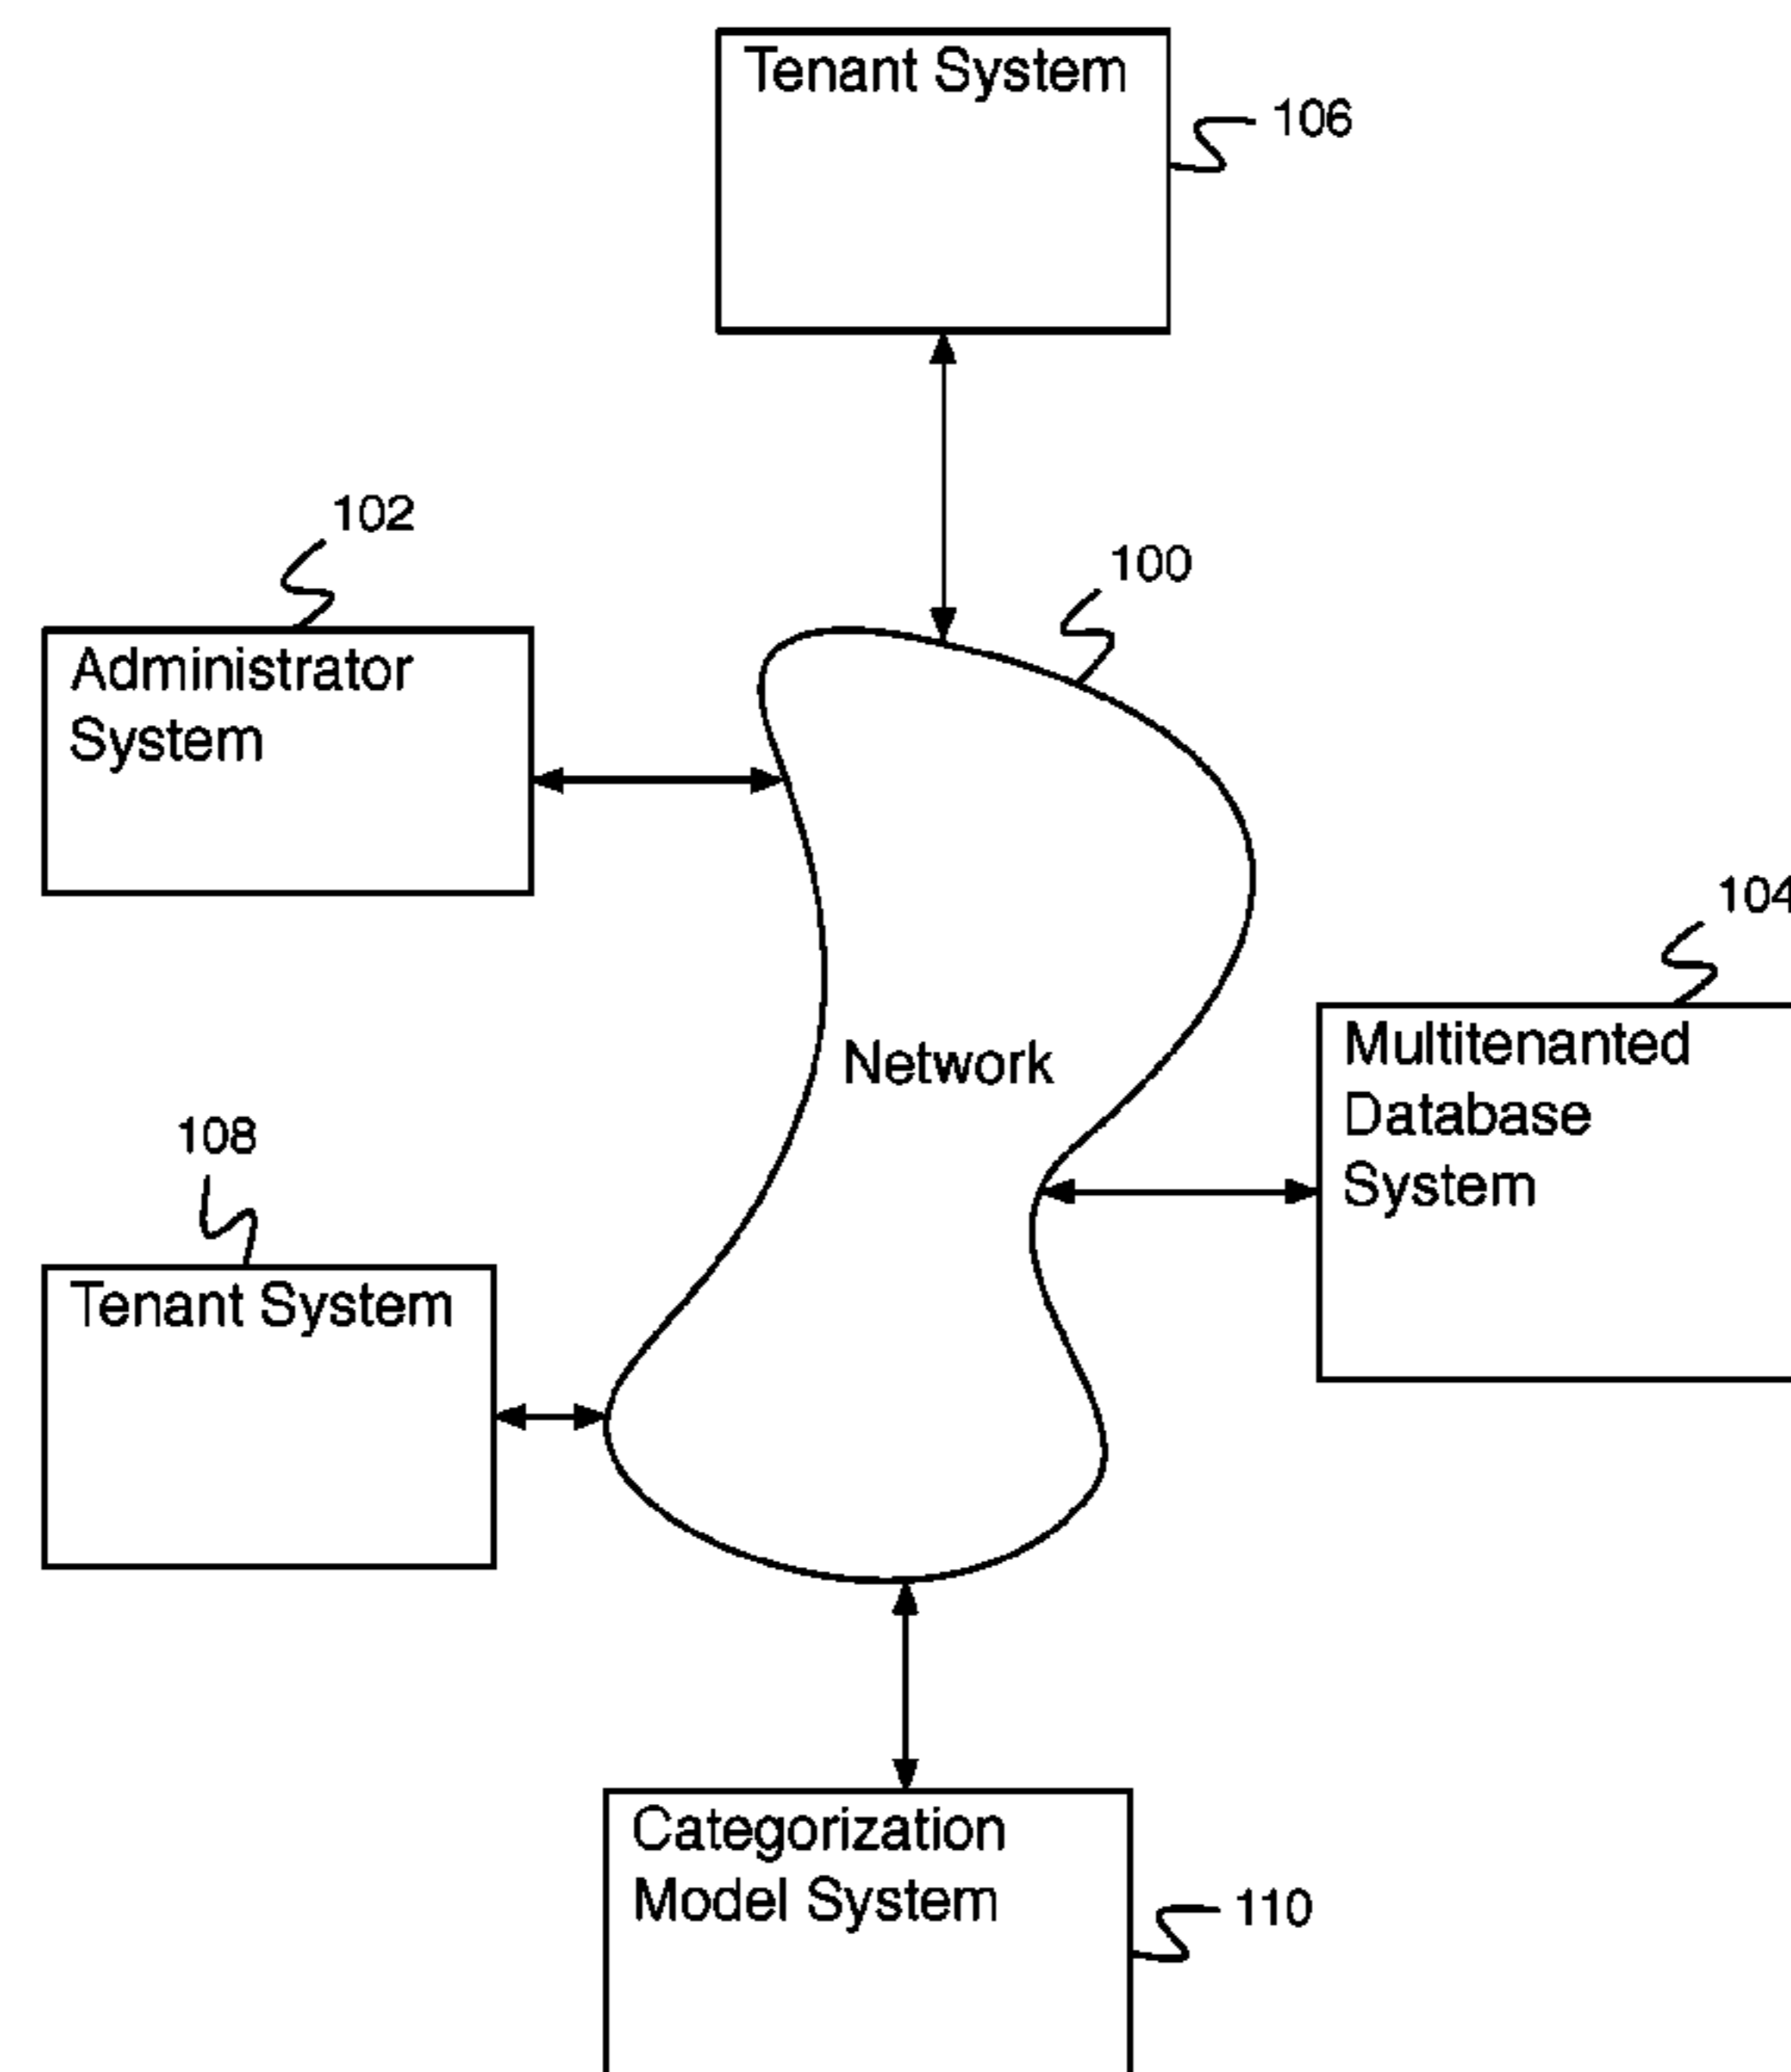 Tenant System
106
102
100
Administrator
System
104
Network
Multitenanted
Database
System
108
Tenant System
Categorization
Model System
110